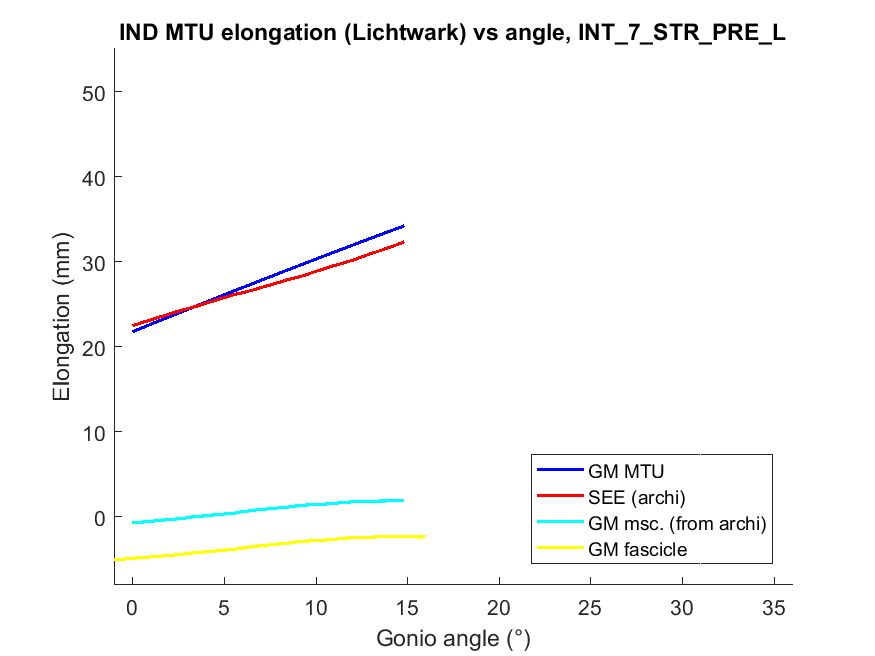 IND MTU elongation (Lichtwark) vs angle, INT_7_STR_PRE_L
Elongation (mm)
50
40
30
20
10
0
GM MTU
SEE (archi)
GM msc. (from archi)
GM fascicle
0 5 10 15 20 25 30 35
Gonio angle (°)